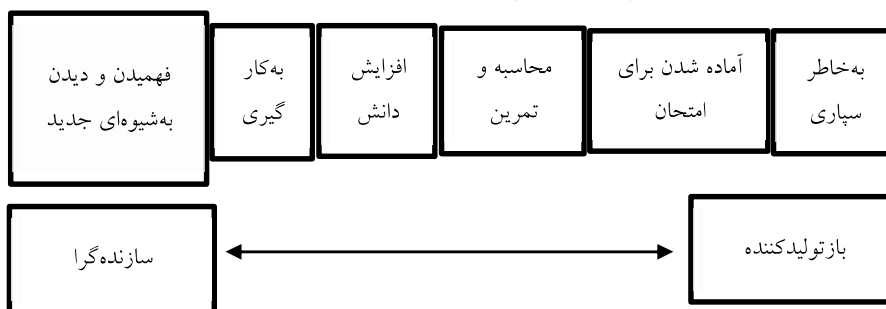 به‌خاطر
سپاری
آماده شدن برای
امتحان
محاسبه و
تمرین
افزایش
دانش
به‌کار
گیری
فهمیدن و دیدن
به‌شیوه‌ای جدید
بازتولیدکننده
سازنده‌گرا